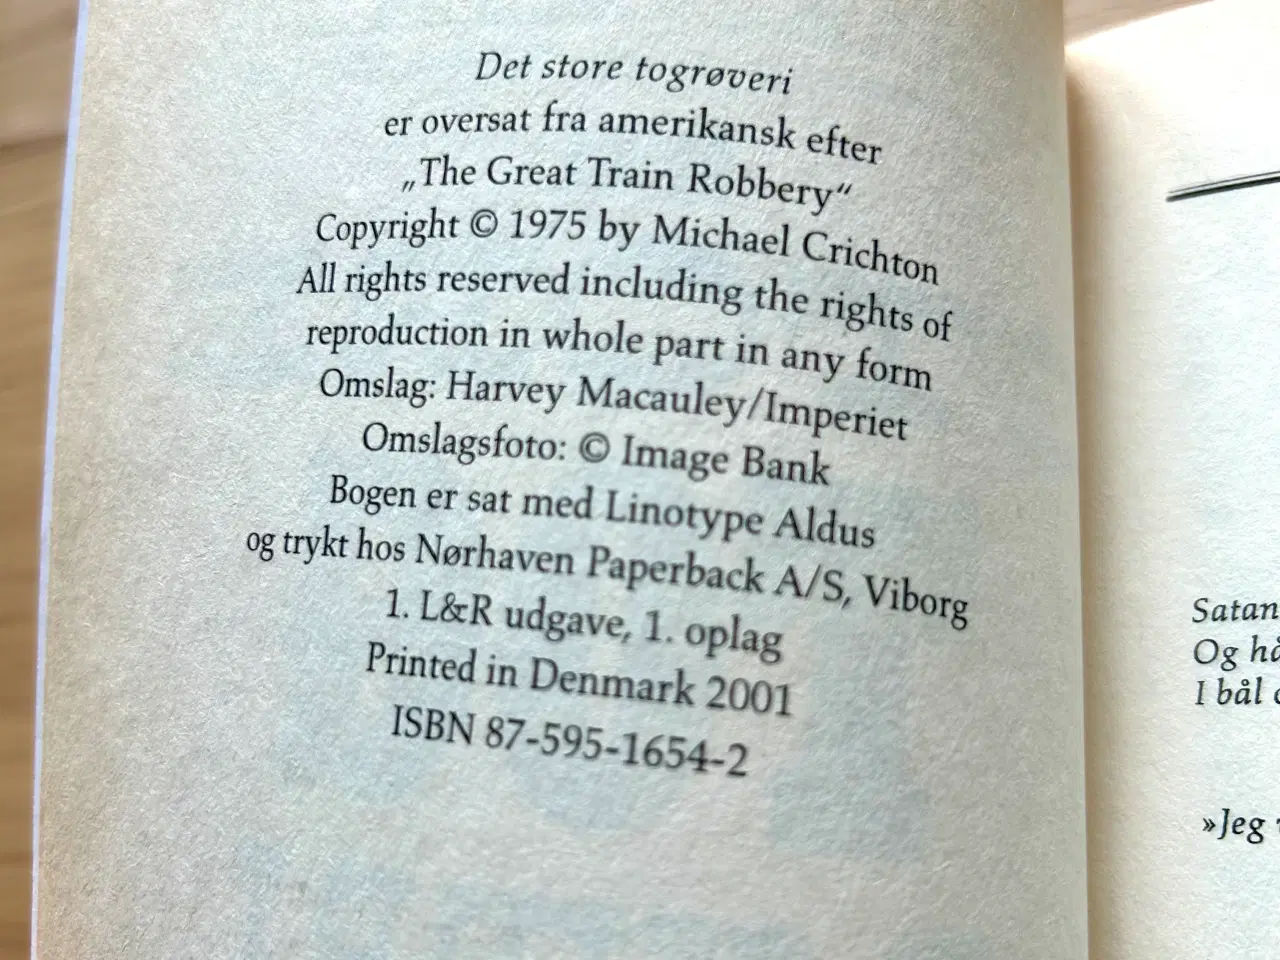 Det store togrøveri
er oversat fra amerikansk efter
„The Great Train Robbery“
Copyright © 1975 by Michael Crichton
All rights reserved including the rights of
reproduction in whole part in any form
Omslag: Harvey Macauley/Imperiet
Omslagsfoto: © Image Bank
Bogen er sat med Linotype Aldus
og trykt hos Nørhaven Paperback A/S, Viborg
1. L&R udgave, 1. oplag
Printed in Denmark 2001
ISBN 87-595-1654-2
Satan
Og hå
I bål
»Jeg